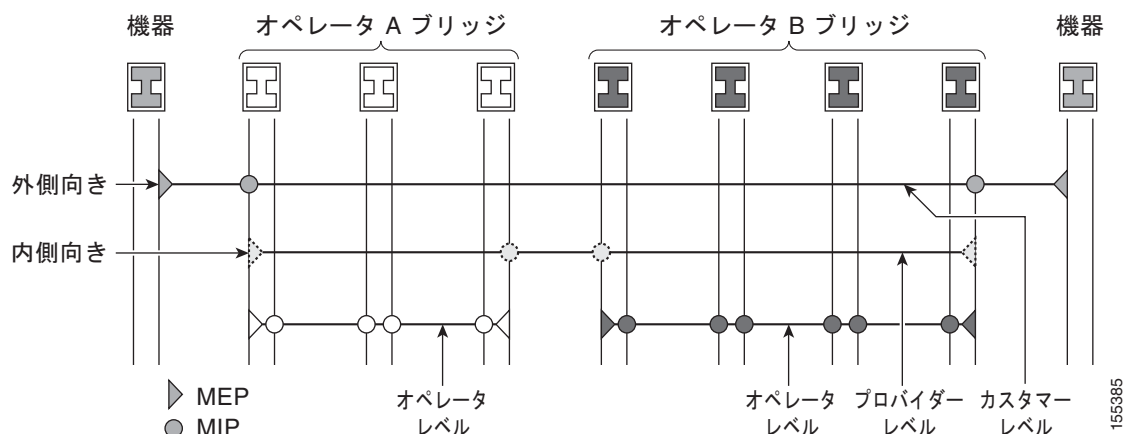 機器
オペレータ A ブリッジ
オペレータ B ブリッジ
機器
外側向き
内側向き
MEP
MIP
オペレータ
レベル
オペレータ
レベル
プロバイダー
レベル
カスタマー
レベル
155385